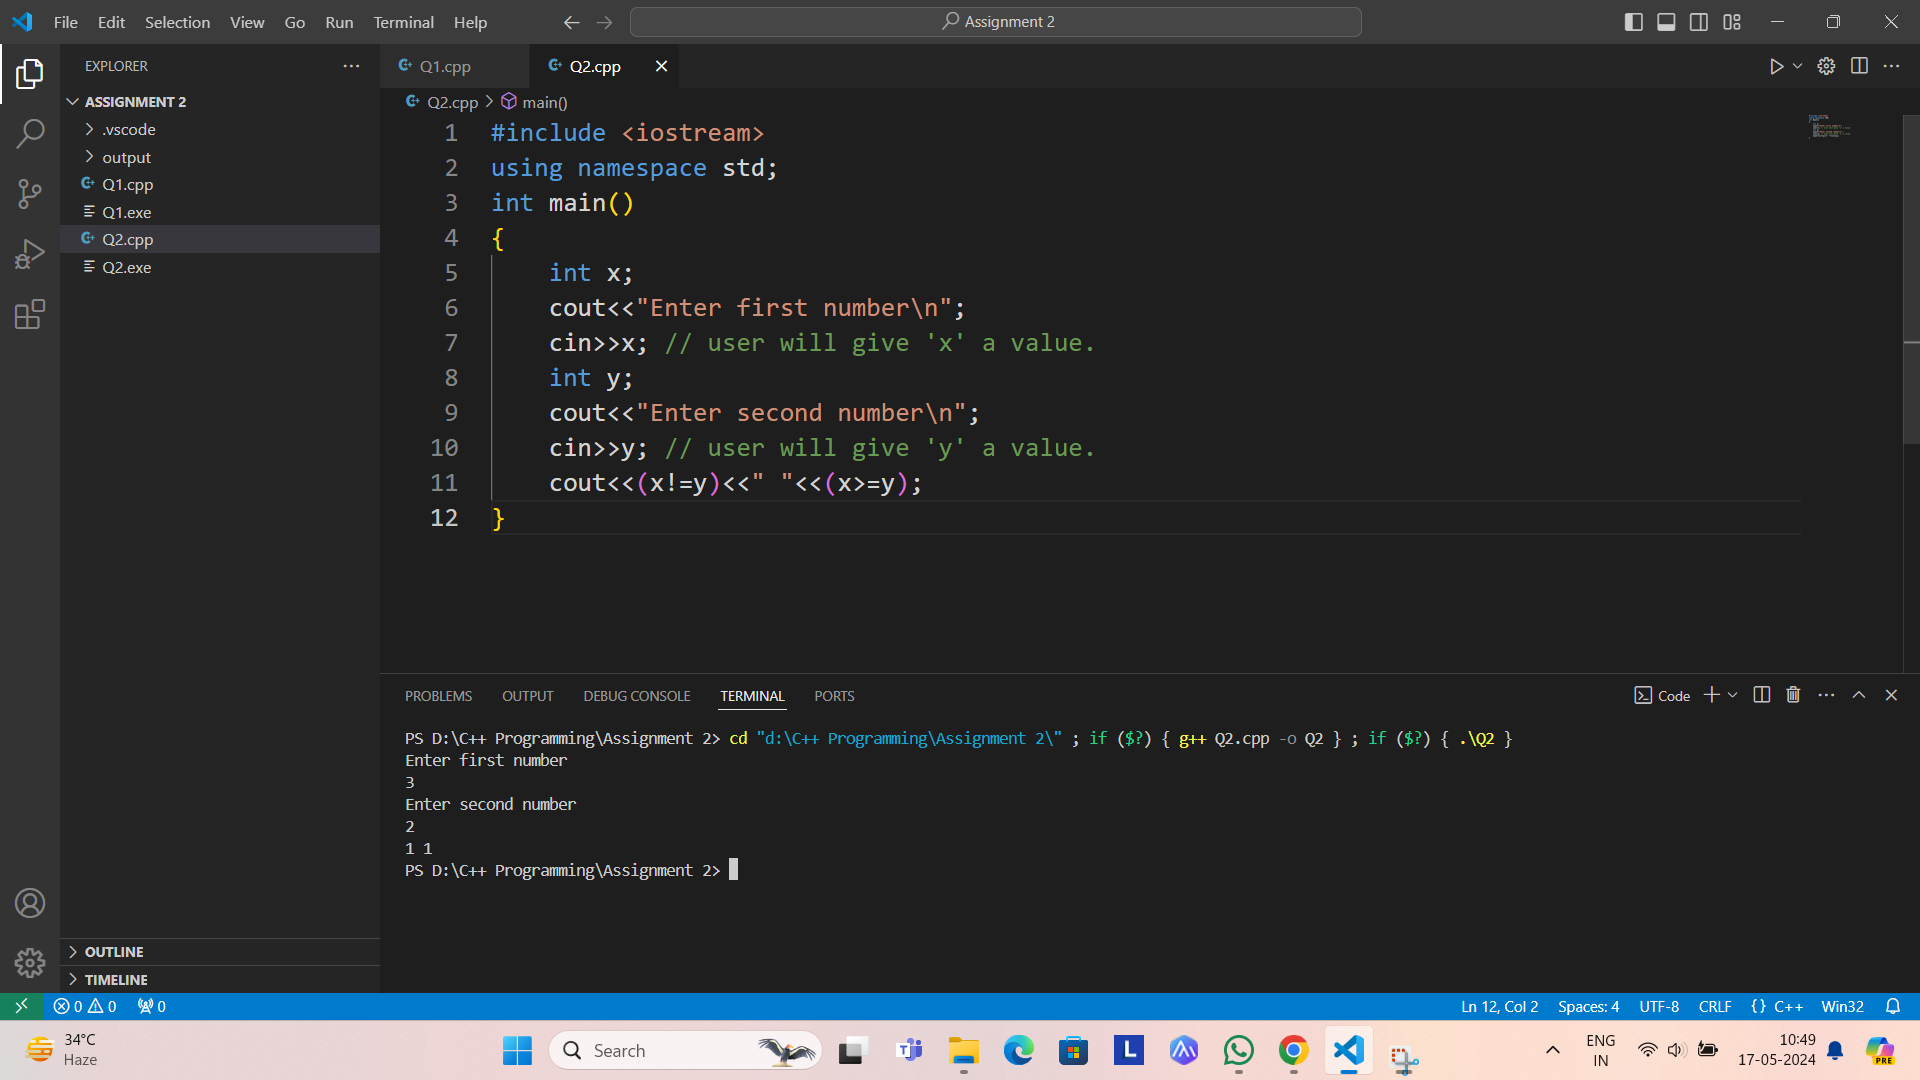 File Edit Selection View Go Run Terminal Help
Assignment 2
EXPLORER
ASSIGNMENT 2
.vscode
output
Q1.cpp
Q1.exe
Q2.cpp
Q2.exe
OUTLINE
TIMELINE
Q1.cpp Q2.cpp
Q2.cpp > main()
1 #include <iostream>
2 using namespace std;
3 int main()
4 {
5 int x;
6 cout<<"Enter first number\n";
7 cin>>x; // user will give 'x' a value.
8 int y;
9 cout<<"Enter second number\n";
10 cin>>y; // user will give 'y' a value.
11 cout<<(x!=y)<<" "<<(x>=y);
12 }
PROBLEMS OUTPUT DEBUG CONSOLE TERMINAL PORTS
Code
PS D:\C++ Programming\Assignment 2> cd "d:\C++ Programming\Assignment 2\" ; if ($?) { g++ Q2.cpp -o Q2 } ; if ($?) { .\Q2 }
Enter first number
3
Enter second number
2
1 1
PS D:\C++ Programming\Assignment 2>
0 0 0
Ln 12, Col 2 Spaces: 4 UTF-8 CRLF {} C++ Win32
34°C
Haze
Search
L
ENG
IN
10:49
17-05-2024
PRE